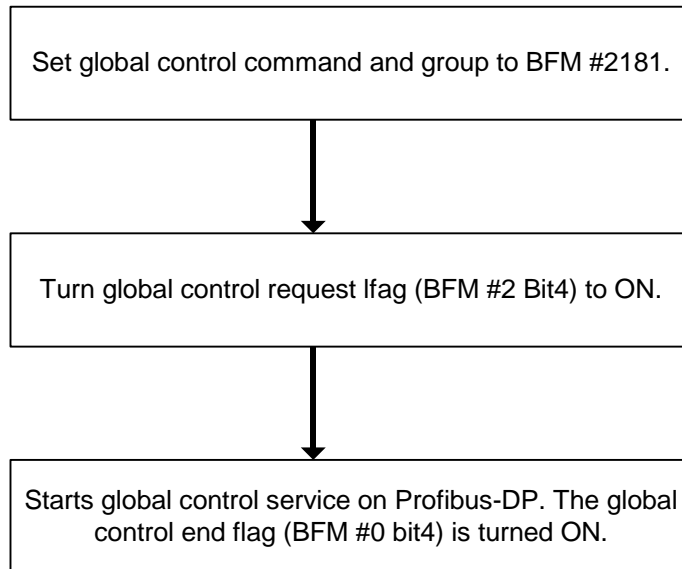 Set global control command and group to BFM #2181.
Turn global control request lfag (BFM #2 Bit4) to ON.
Starts global control service on Profibus-DP. The global
control end flag (BFM #0 bit4) is turned ON.